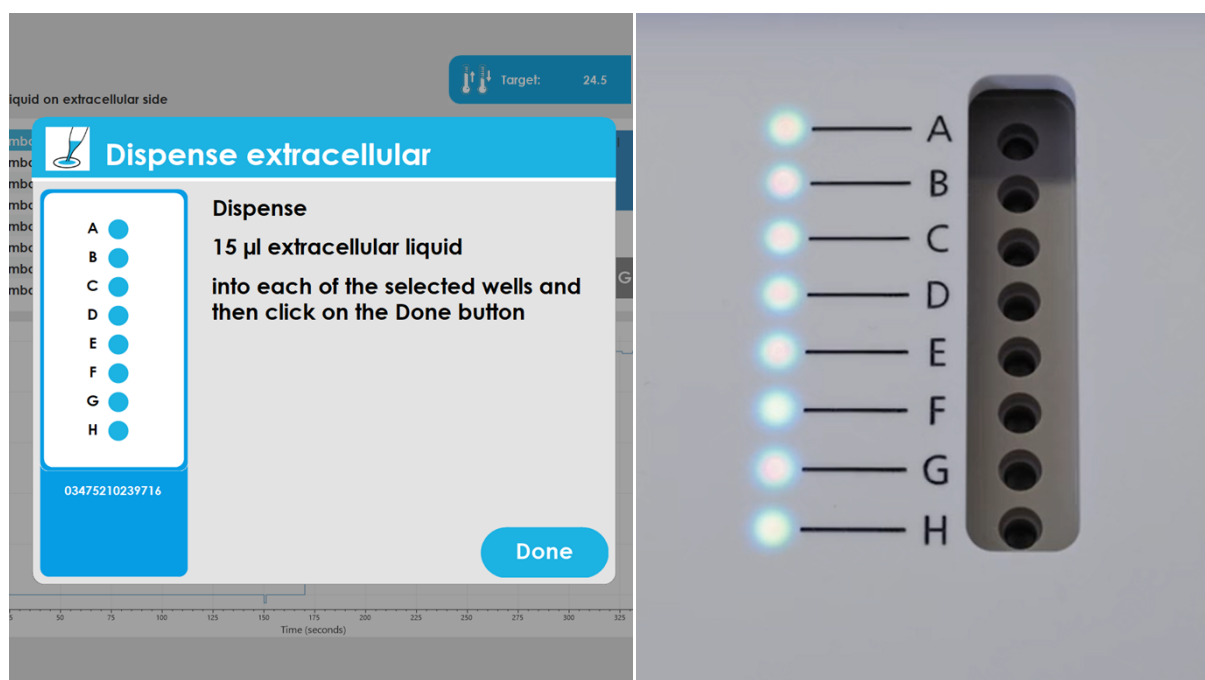 Target: 24.5
iquid on extracellular side
Dispense extracellular
Dispense
15 µl extracellular liquid
into each of the selected wells and
then click on the Done button
A
B
C
D
E
F
G
H
03475210239716
Done
G
50 75 100 125 150 175 200 225 250 275 300 325
Time (seconds)
A
B
C
D
E
F
G
H